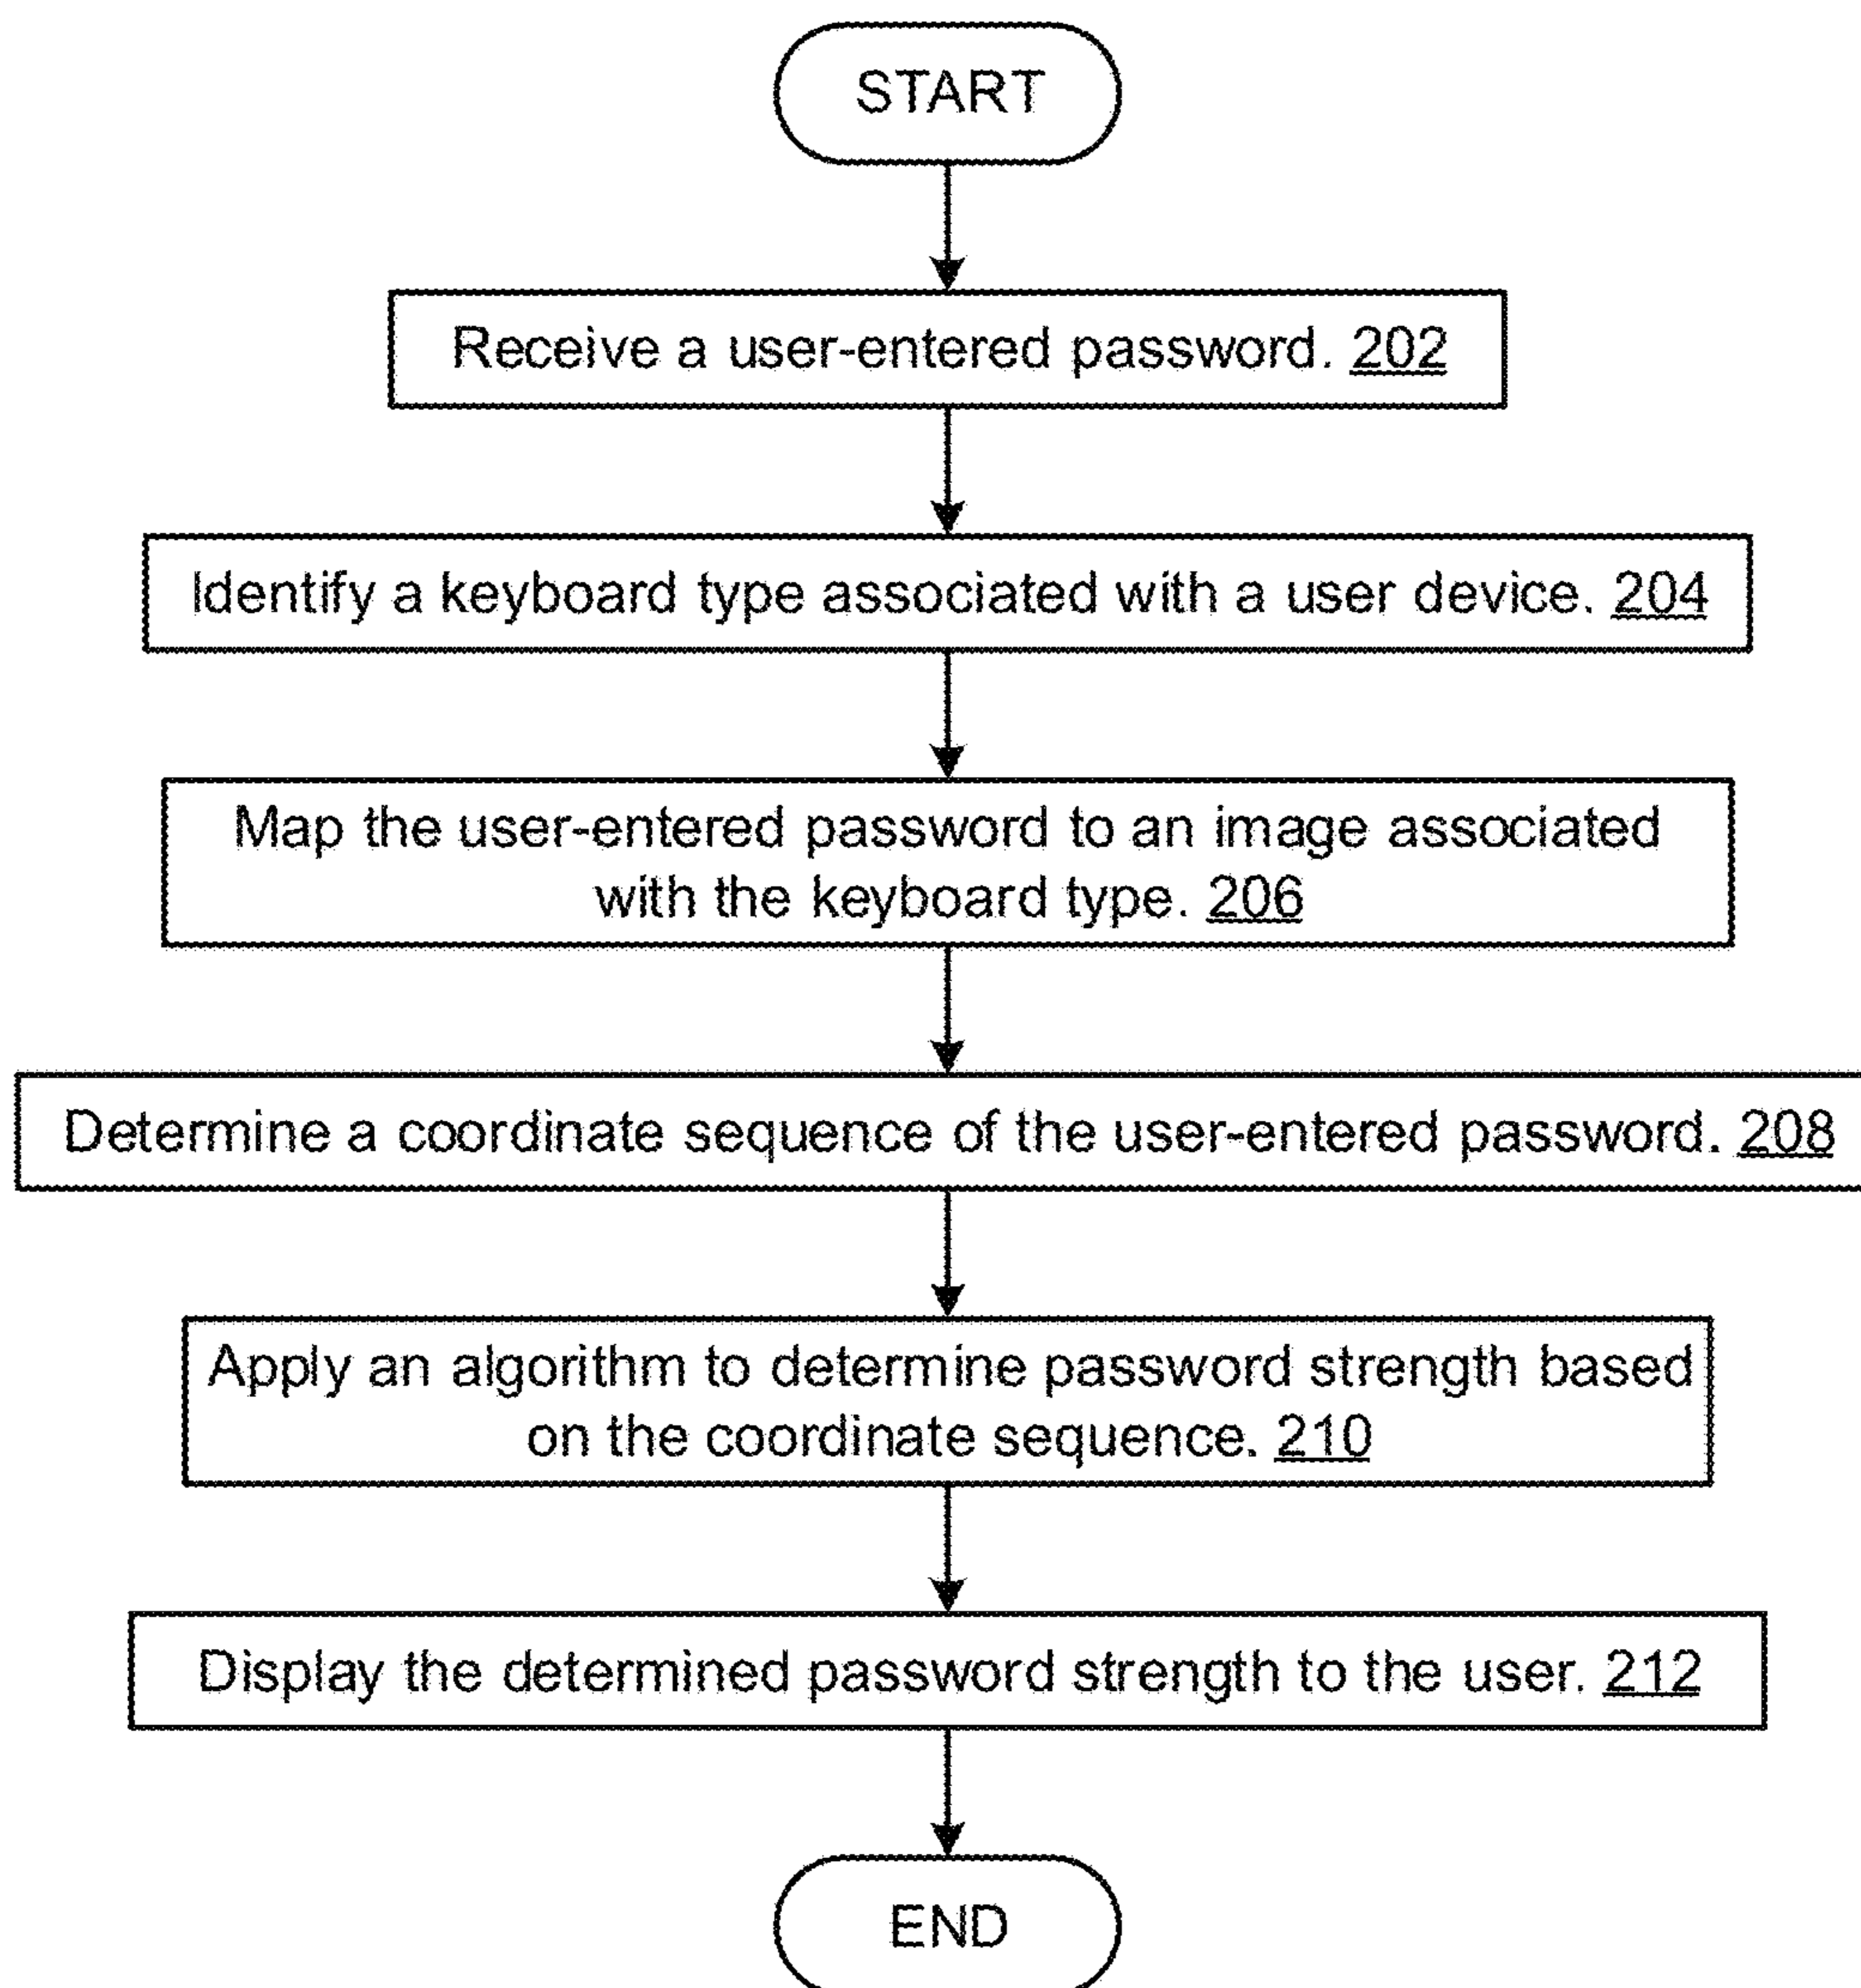 START
Receive a user-entered password. 202
Identify a keyboard type associated with a user device. 204
Map the user-entered password to an image associated
with the keyboard type. 206
Determine a coordinate sequence of the user-entered password. 208
Apply an algorithm to determine password strength based
on the coordinate sequence. 210
Display the determined password strength to the user. 212
END